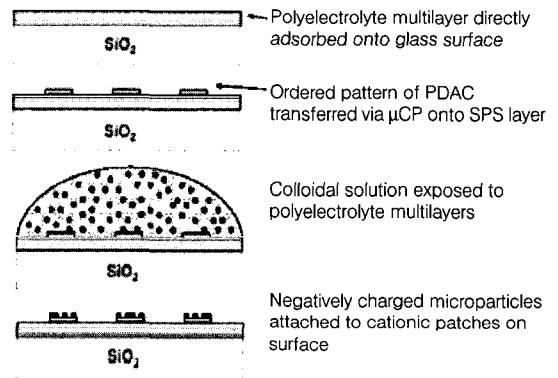 Polyelectrolyte multilayer directly
adsorbed onto glass surface
SiO₂
Ordered pattern of PDAC
transferred via µCP onto SPS layer
SiO₂
Colloidal solution exposed to
polyelectrolyte multilayers
SiO₂
Negatively charged microparticles
attached to cationic patches on
surface
SiO₂